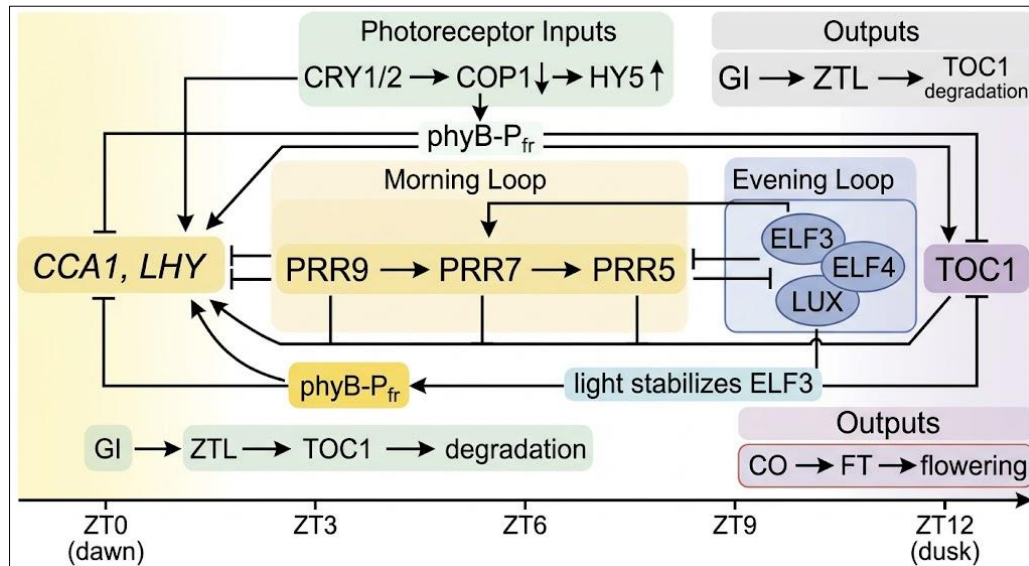 Photoreceptor Inputs
CRY1/2 → COP1↓ → HY5↑
Outputs
GI → ZTL → TOC1
degradation
phyB-Pfr
Morning Loop
Evening Loop
CCA1, LHY
PRR9 → PRR7 → PRR5
ELF3
ELF4
LUX
TOC1
phyB-Pfr
light stabilizes ELF3
GI → ZTL → TOC1 → degradation
Outputs
CO → FT → flowering
ZT0
(dawn)
ZT3
ZT6
ZT9
ZT12
(dusk)